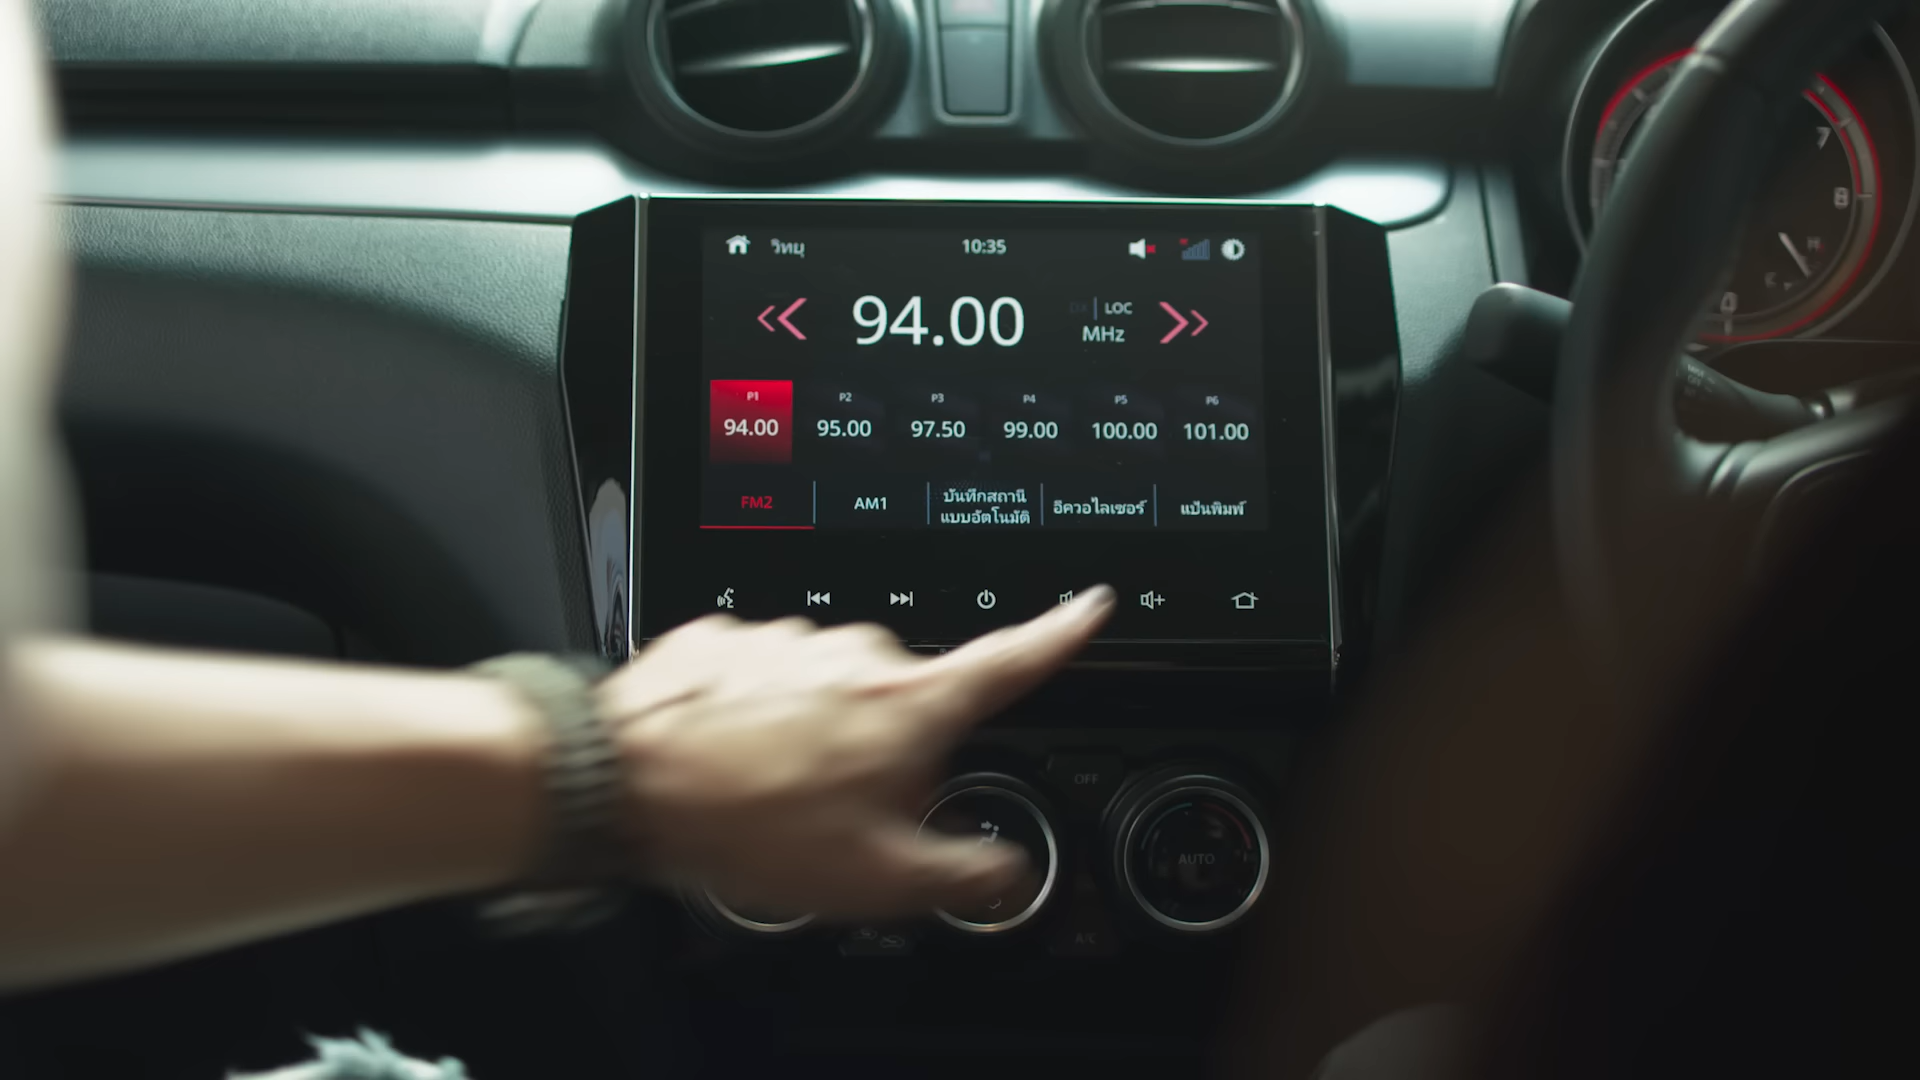 วิทยุ 10:35
94.00 LOC
MHz
P1 P2 P3 P4 P5 P6
94.00 95.00 97.50 99.00 100.00 101.00
FM2 AM1 บันทึกสถานี อีควอไลเซอร์ แป้นพิมพ์
แบบอัตโนมัติ
7
8
H
OFF
AUTO
A/C